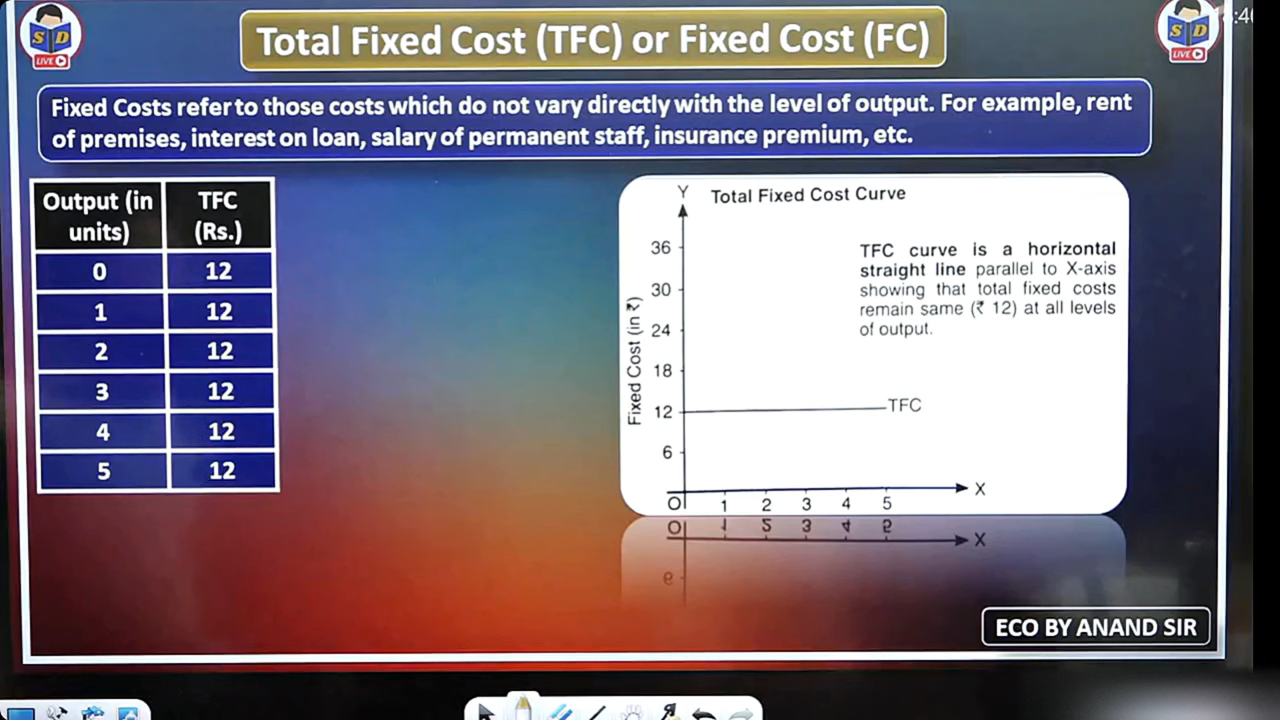 S D
LIVE
Total Fixed Cost (TFC) or Fixed Cost (FC)
S D
LIVE
Fixed Costs refer to those costs which do not vary directly with the level of output. For example, rent
of premises, interest on loan, salary of permanent staff, insurance premium, etc.
Output (in units) TFC (Rs.)
0 12
1 12
2 12
3 12
4 12
5 12
Y Total Fixed Cost Curve
TFC curve is a horizontal
straight line parallel to X-axis
showing that total fixed costs
remain same (₹ 12) at all levels
of output.
Fixed Cost (in ₹)
36
30
24
18
12
6
TFC
O 1 2 3 4 5 X
ECO BY ANAND SIR